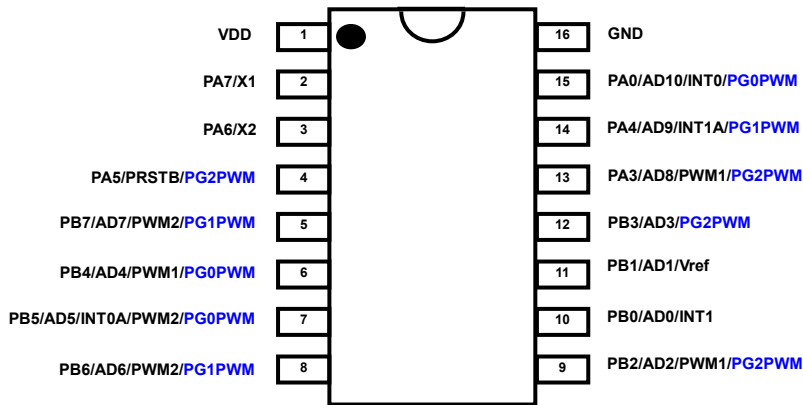 VDD 1 16 GND
PA7/X1 2 15 PA0/AD10/INT0/PG0PWM
PA6/X2 3 14 PA4/AD9/INT1A/PG1PWM
PA5/PRSTB/PG2PWM 4 13 PA3/AD8/PWM1/PG2PWM
PB7/AD7/PWM2/PG1PWM 5 12 PB3/AD3/PG2PWM
PB4/AD4/PWM1/PG0PWM 6 11 PB1/AD1/Vref
PB5/AD5/INT0A/PWM2/PG0PWM 7 10 PB0/AD0/INT1
PB6/AD6/PWM2/PG1PWM 8 9 PB2/AD2/PWM1/PG2PWM